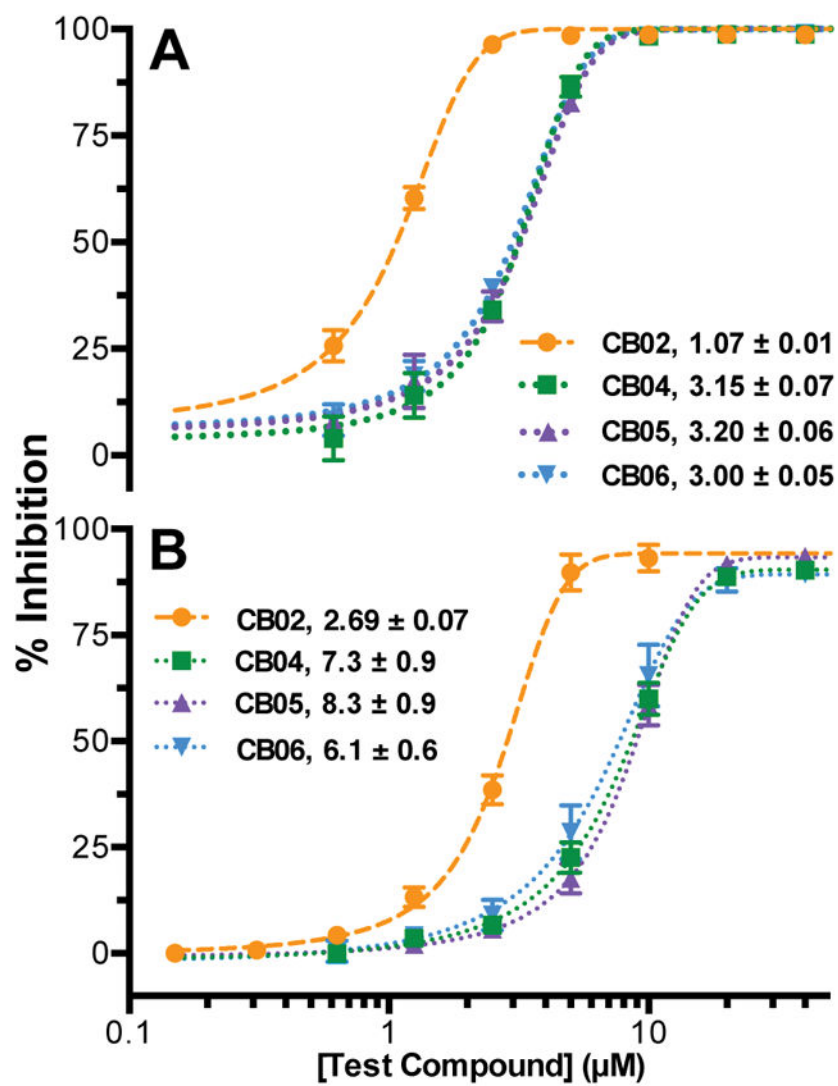 A
100
75
50
25
0
CB02, 1.07 ± 0.01
CB04, 3.15 ± 0.07
CB05, 3.20 ± 0.06
CB06, 3.00 ± 0.05
% Inhibition
B
100
75
50
25
0
CB02, 2.69 ± 0.07
CB04, 7.3 ± 0.9
CB05, 8.3 ± 0.9
CB06, 6.1 ± 0.6
0.1 1 10
[Test Compound] (μM)